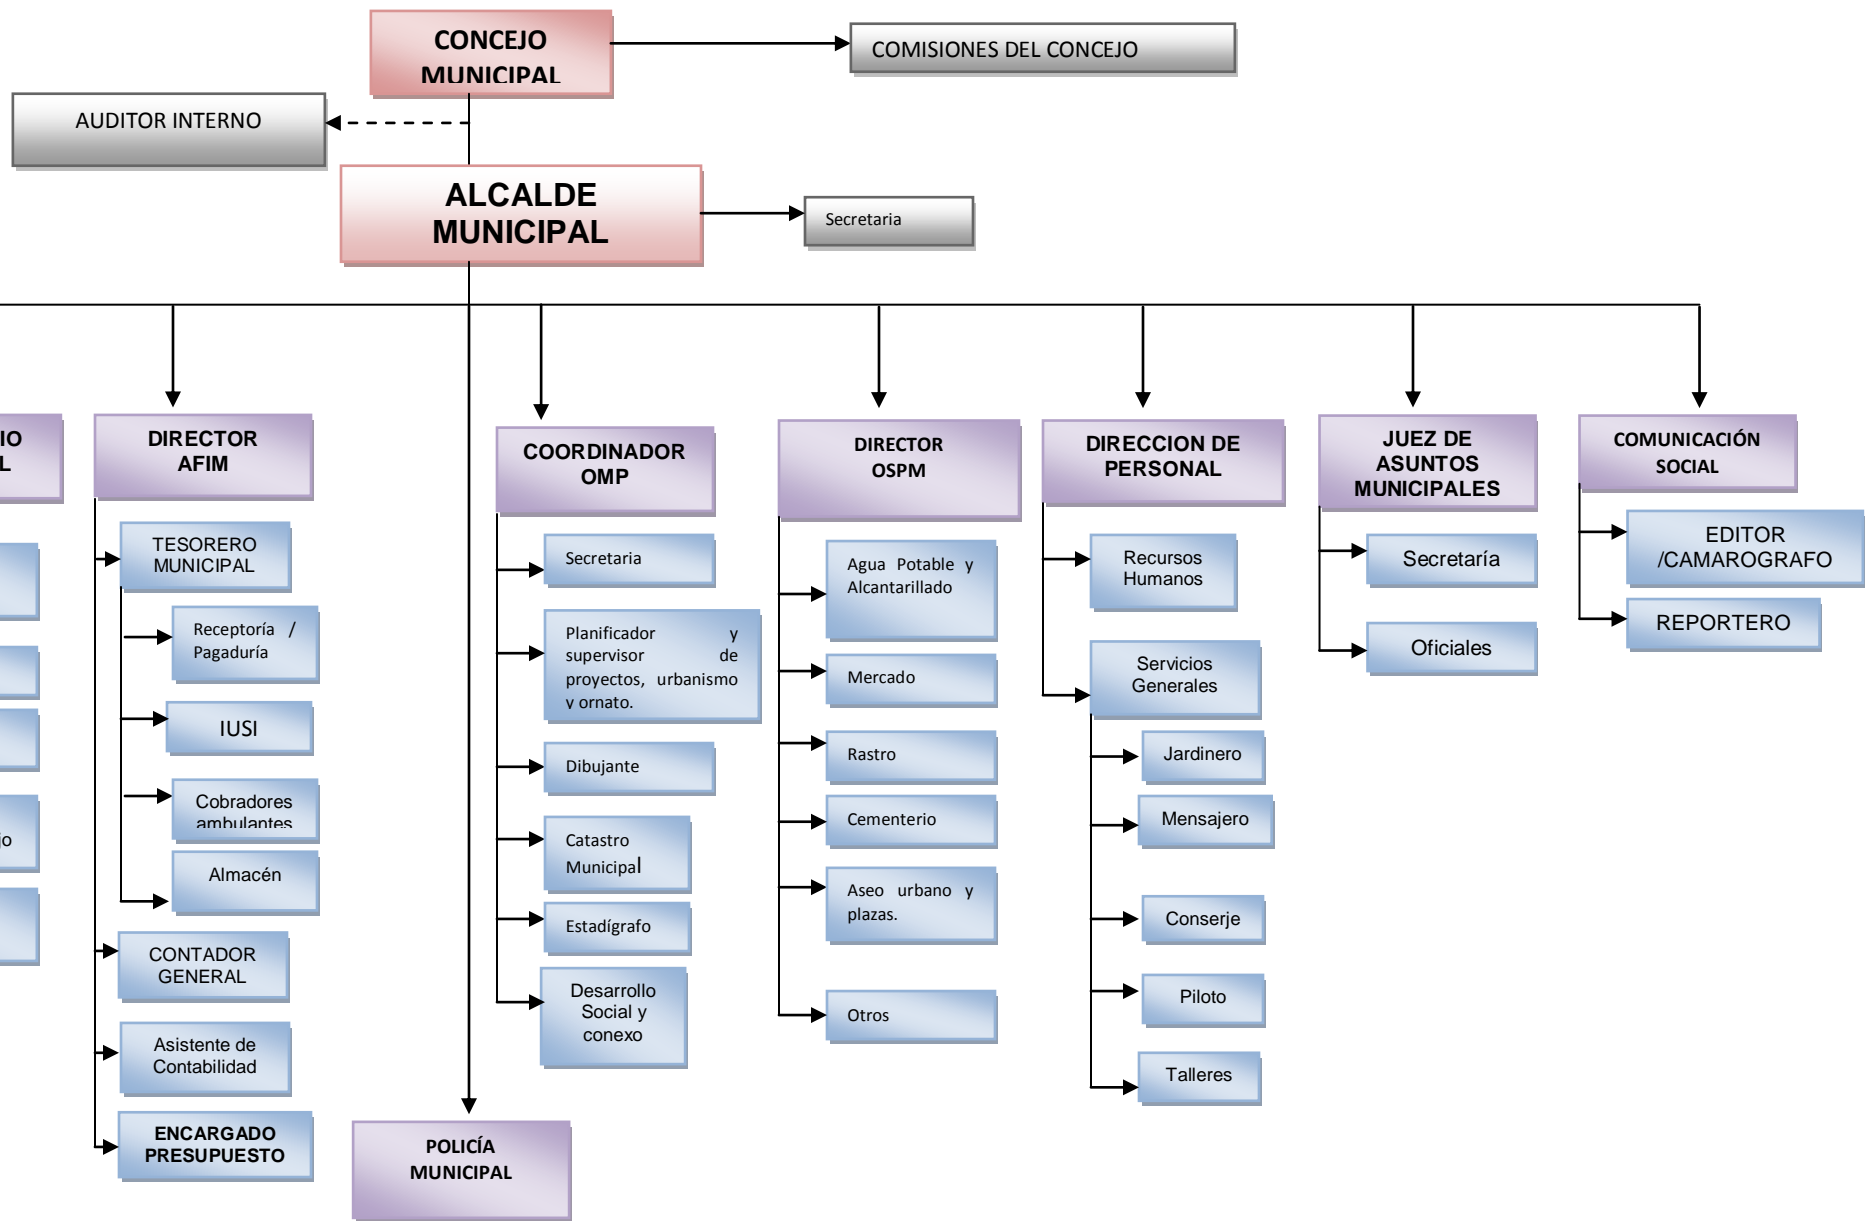 CONCEJO
MUNICIPAL
COMISIONES DEL CONCEJO
AUDITOR INTERNO
ALCALDE
MUNICIPAL
Secretaria
DIRECTOR
AFIM
TESORERO
MUNICIPAL
Receptoría /
Pagaduría
IUSI
Cobradores
ambulantes
Almacén
CONTADOR
GENERAL
Asistente de
Contabilidad
ENCARGADO
PRESUPUESTO
POLICÍA
MUNICIPAL
COORDINADOR
OMP
Secretaria
Planificador y
supervisor de
proyectos, urbanismo
y ornato.
Dibujante
Catastro
Municipal
Estadígrafo
Desarrollo
Social y
conexo
DIRECTOR
OSPM
Agua Potable y
Alcantarillado
Mercado
Rastro
Cementerio
Aseo urbano y
plazas.
Otros
DIRECCION DE
PERSONAL
Recursos
Humanos
Servicios
Generales
Jardinero
Mensajero
Conserje
Piloto
Talleres
JUEZ DE
ASUNTOS
MUNICIPALES
Secretaría
Oficiales
COMUNICACIÓN
SOCIAL
EDITOR
/CAMAROGRAFO
REPORTERO